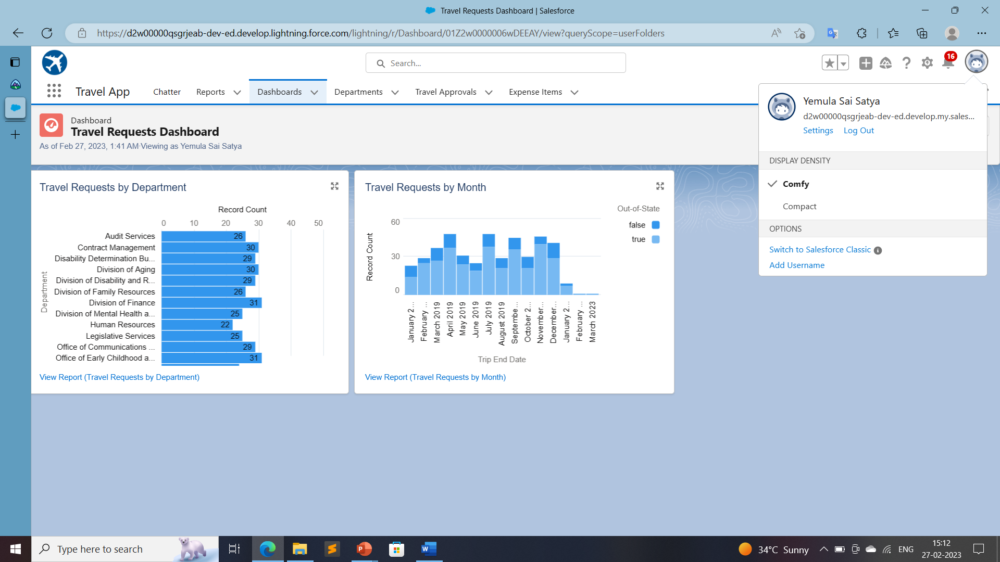 Travel Requests Dashboard | Salesforce
https://d2w00000qsgrjeab-dev-ed.develop.lightning.force.com/lightning/r/Dashboard/01Z2w0000006wDEEAY/view?queryScope=userFolders
Search...
16
Travel App
Chatter
Reports
Dashboards
Departments
Travel Approvals
Expense Items
Dashboard
Travel Requests Dashboard
As of Feb 27, 2023, 1:41 AM·Viewing as Yemula Sai Satya
Yemula Sai Satya
d2w00000qsgrjeab-dev-ed.develop.my.sales...
Settings
Log Out
DISPLAY DENSITY
Comfy
Compact
OPTIONS
Switch to Salesforce Classic
Add Username
Travel Requests by Department
Record Count
0 10 20 30 40 50
Department
Audit Services 26
Contract Management 30
Disability Determination Bu... 29
Division of Aging 30
Division of Disability and R... 29
Division of Family Resources 26
Division of Finance 31
Division of Mental Health a... 25
Human Resources 22
Legislative Services 25
Office of Communications ... 29
Office of Early Childhood a... 31
View Report (Travel Requests by Department)
Travel Requests by Month
Out-of-State
false
true
Record Count
60
30
0
January 2...
February ...
March 2019
April 2019
May 2019
June 2019
July 2019
August 2019
Septembe...
October 2...
November...
December...
January 2...
February ...
March 2023
Trip End Date
View Report (Travel Requests by Month)
Type here to search
34°C Sunny
ENG
15:12
27-02-2023